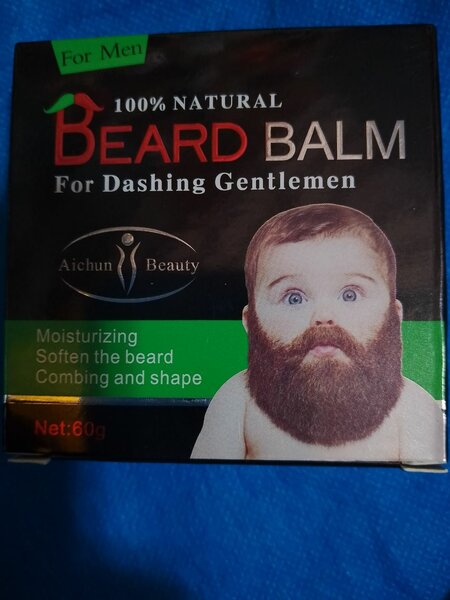 For Men
100% NATURAL
BEARD BALM
For Dashing Gentlemen
Aichun Beauty
Moisturizing
Soften the beard
Combing and shape
Net:60g